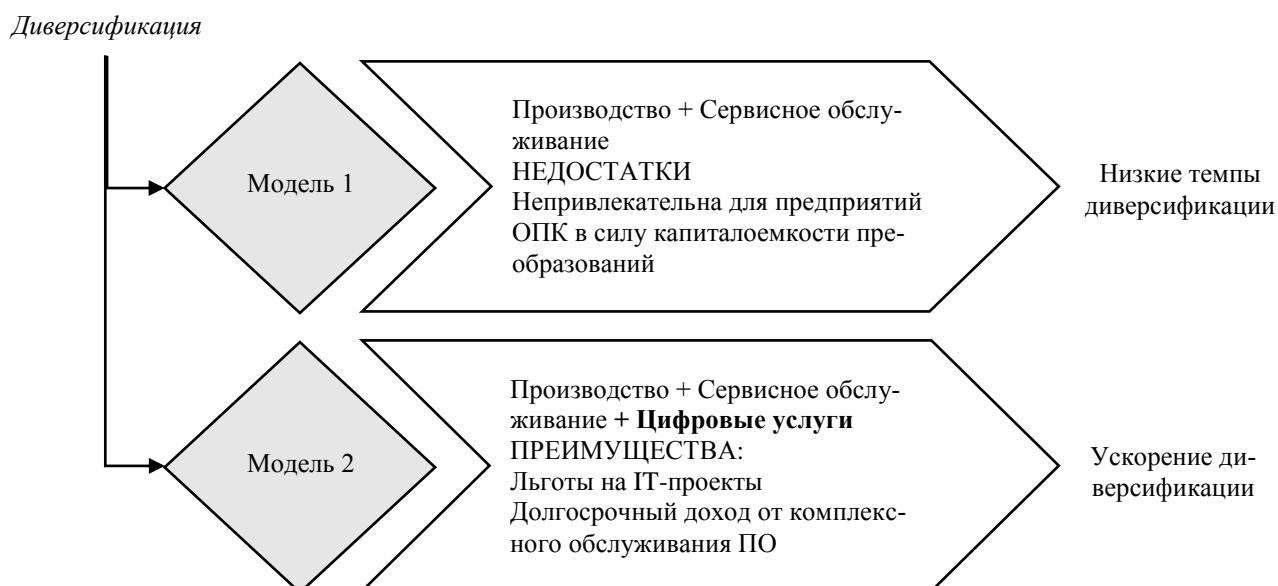 Диверсификация
Модель 1
Производство + Сервисное обслу-
живание
НЕДОСТАТКИ
Непривлекательна для предприятий
ОПК в силу капиталоемкости пре-
образований
Низкие темпы
диверсификации
Модель 2
Производство + Сервисное обслу-
живание + Цифровые услуги
ПРЕИМУЩЕСТВА:
Льготы на IT-проекты
Долгосрочный доход от комплекс-
ного обслуживания ПО
Ускорение ди-
версификации